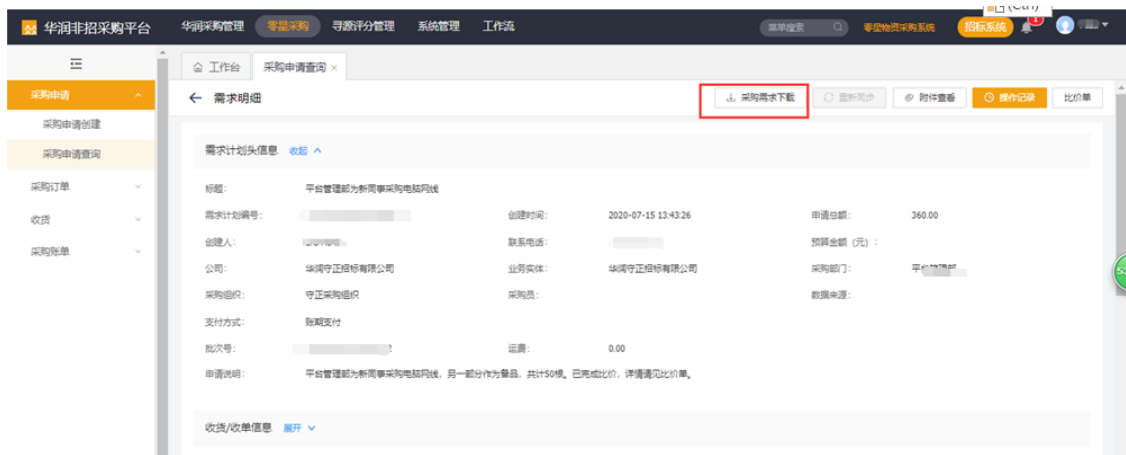 华润非招采购平台 华润采购管理 零星采购 寻源评分管理 系统管理 工作流 菜单搜索 零星物资采购系统 招标系统 1
工作台 采购申请查询 ×
采购申请
采购申请创建
采购申请查询
采购订单
收货
采购账单
← 需求明细 采购需求下载 重新同步 附件查看 操作记录 比价单
需求计划头信息 收起
标题: 平台管理部为新同事采购电脑网线
需求计划编号: 创建时间: 2020-07-15 13:43:26 申请总额: 360.00
创建人: 联系电话: 预算金额（元）:
公司: 华润守正招标有限公司 业务实体: 华润守正招标有限公司 采购部门:
采购组织: 守正采购组织 采购员: 数据来源:
支付方式: 账期支付
批次号: 运费: 0.00
申请说明: 平台管理部为新同事采购电脑网线，另一部分作为备品，共计50根。已完成比价，详情请见比价单。
收货/收单信息 展开